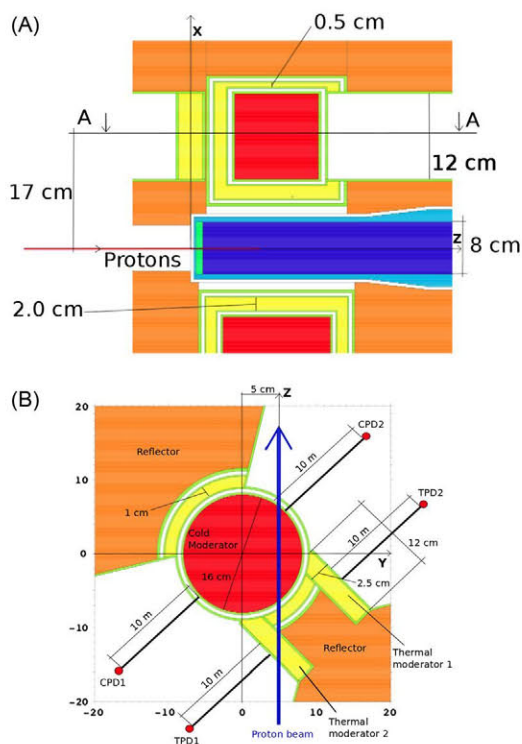 (A)
x
0.5 cm
A
A
12 cm
17 cm
Protons
z
8 cm
2.0 cm
(B)
5 cm
Z
20
CPD2
Reflector
10 m
TPD2
10
1 cm
10 m
12 cm
Cold
Moderator
0
Y
2.5 cm
16 cm
10 m
Thermal
moderator 1
-10
Reflector
CPD1
10 m
-20
-20
-10
0
10
20
TPD1
Proton beam
Thermal
moderator 2